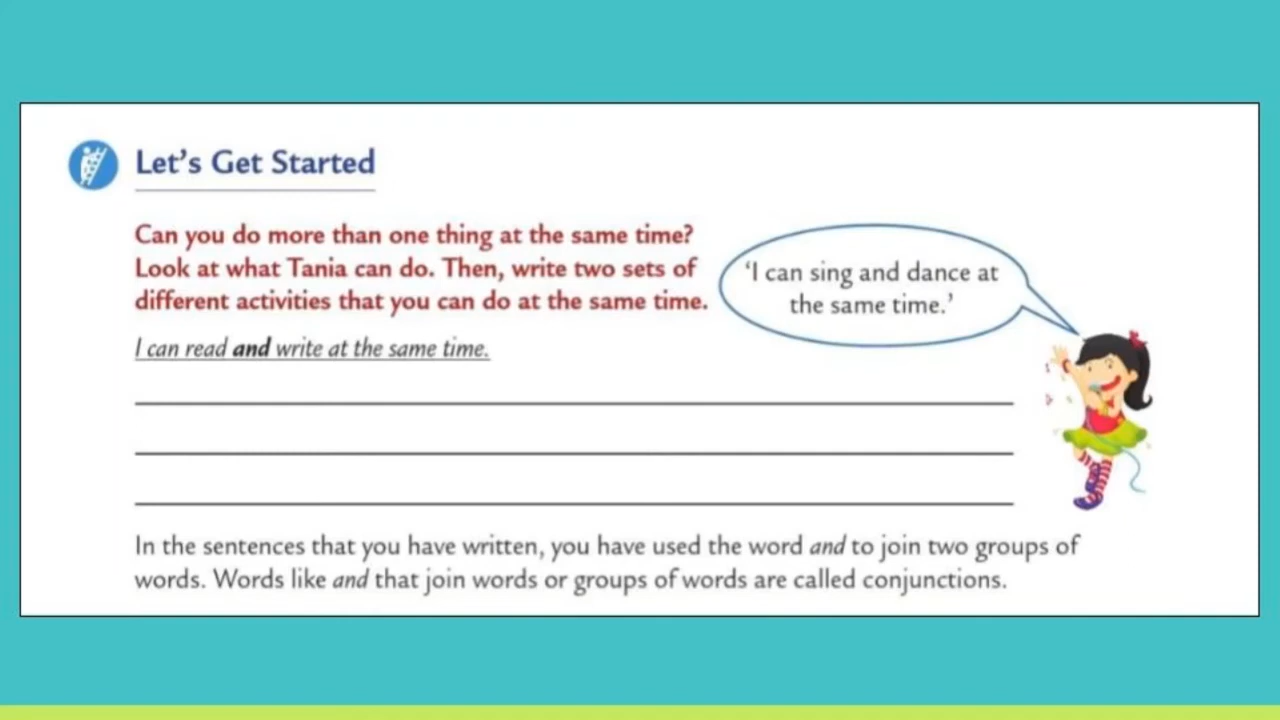 Let's Get Started
Can you do more than one thing at the same time?
Look at what Tania can do. Then, write two sets of
different activities that you can do at the same time.
‘I can sing and dance at
the same time.’
I can read and write at the same time.
In the sentences that you have written, you have used the word and to join two groups of
words. Words like and that join words or groups of words are called conjunctions.